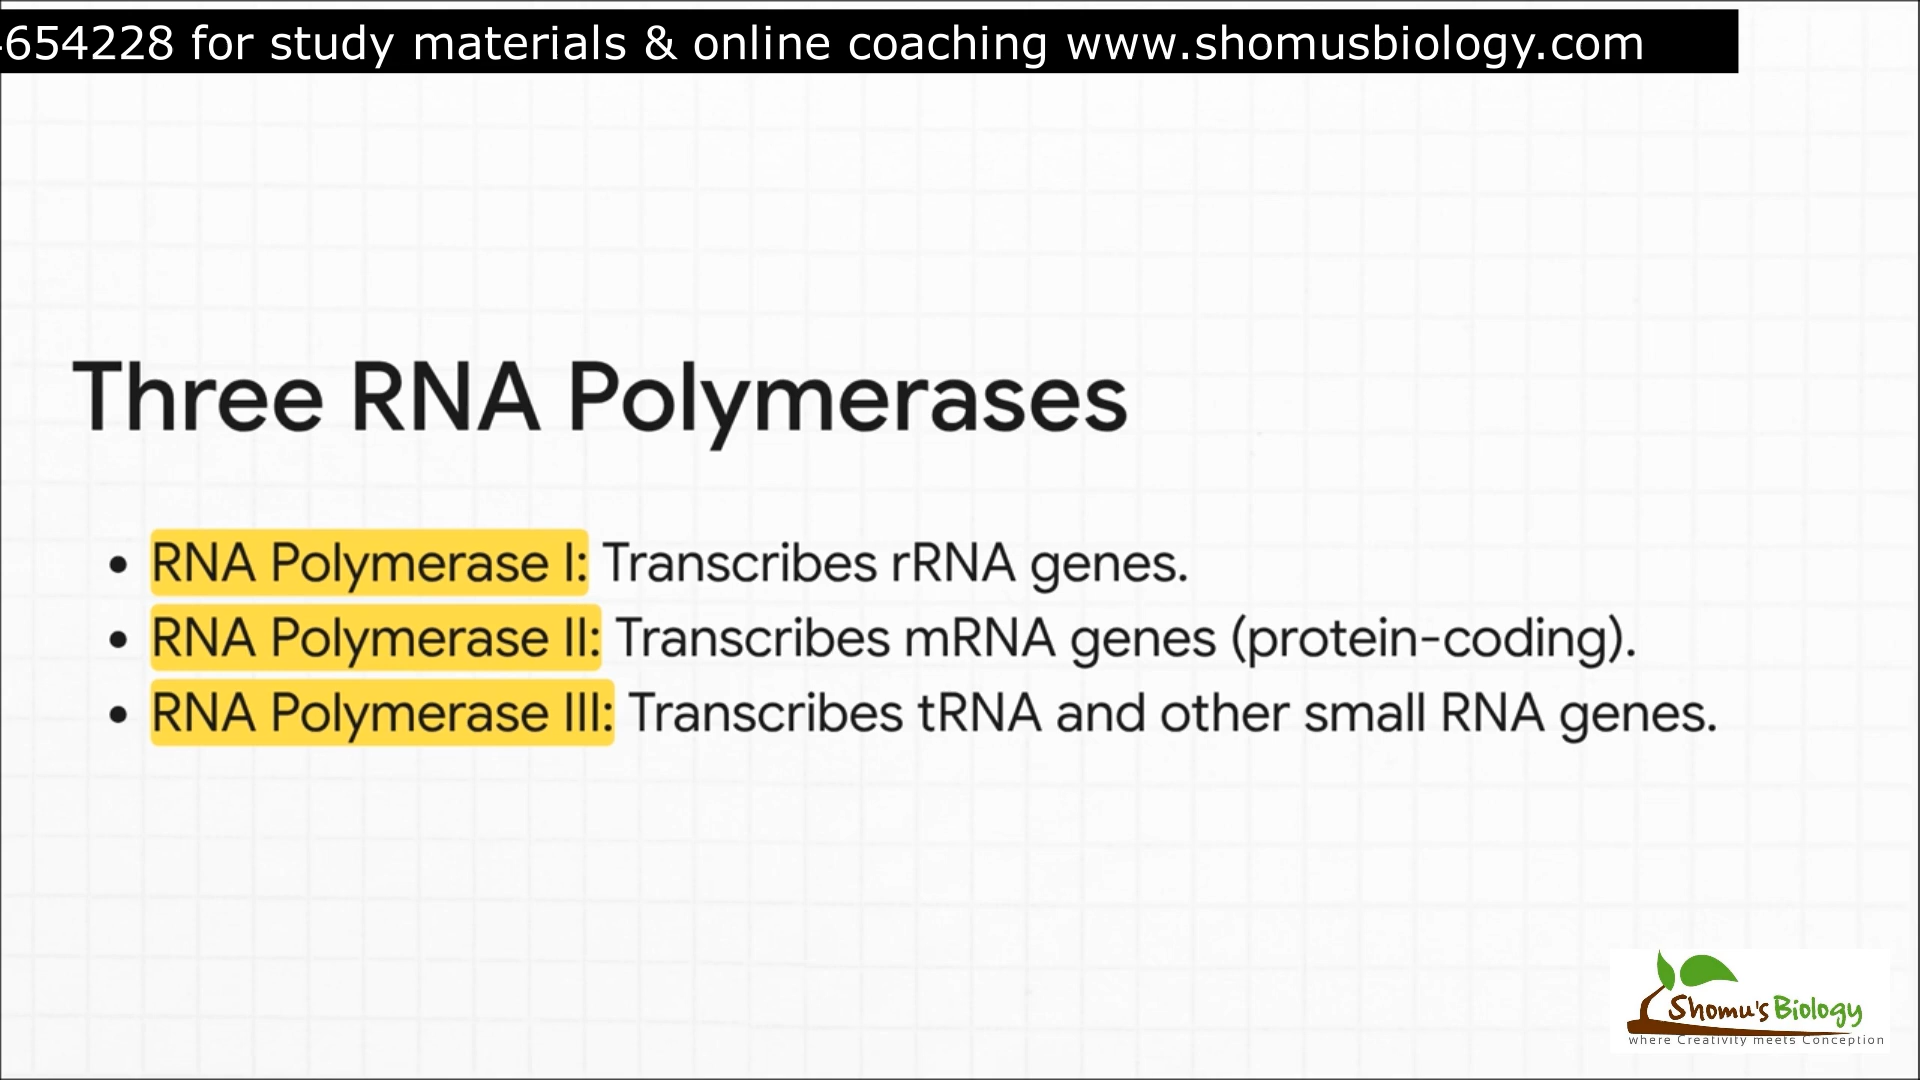 654228 for study materials & online coaching www.shomusbiology.com
Three RNA Polymerases
• RNA Polymerase I: Transcribes rRNA genes.
• RNA Polymerase II: Transcribes mRNA genes (protein-coding).
• RNA Polymerase III: Transcribes tRNA and other small RNA genes.
Shomu's Biology
where Creativity meets Conception